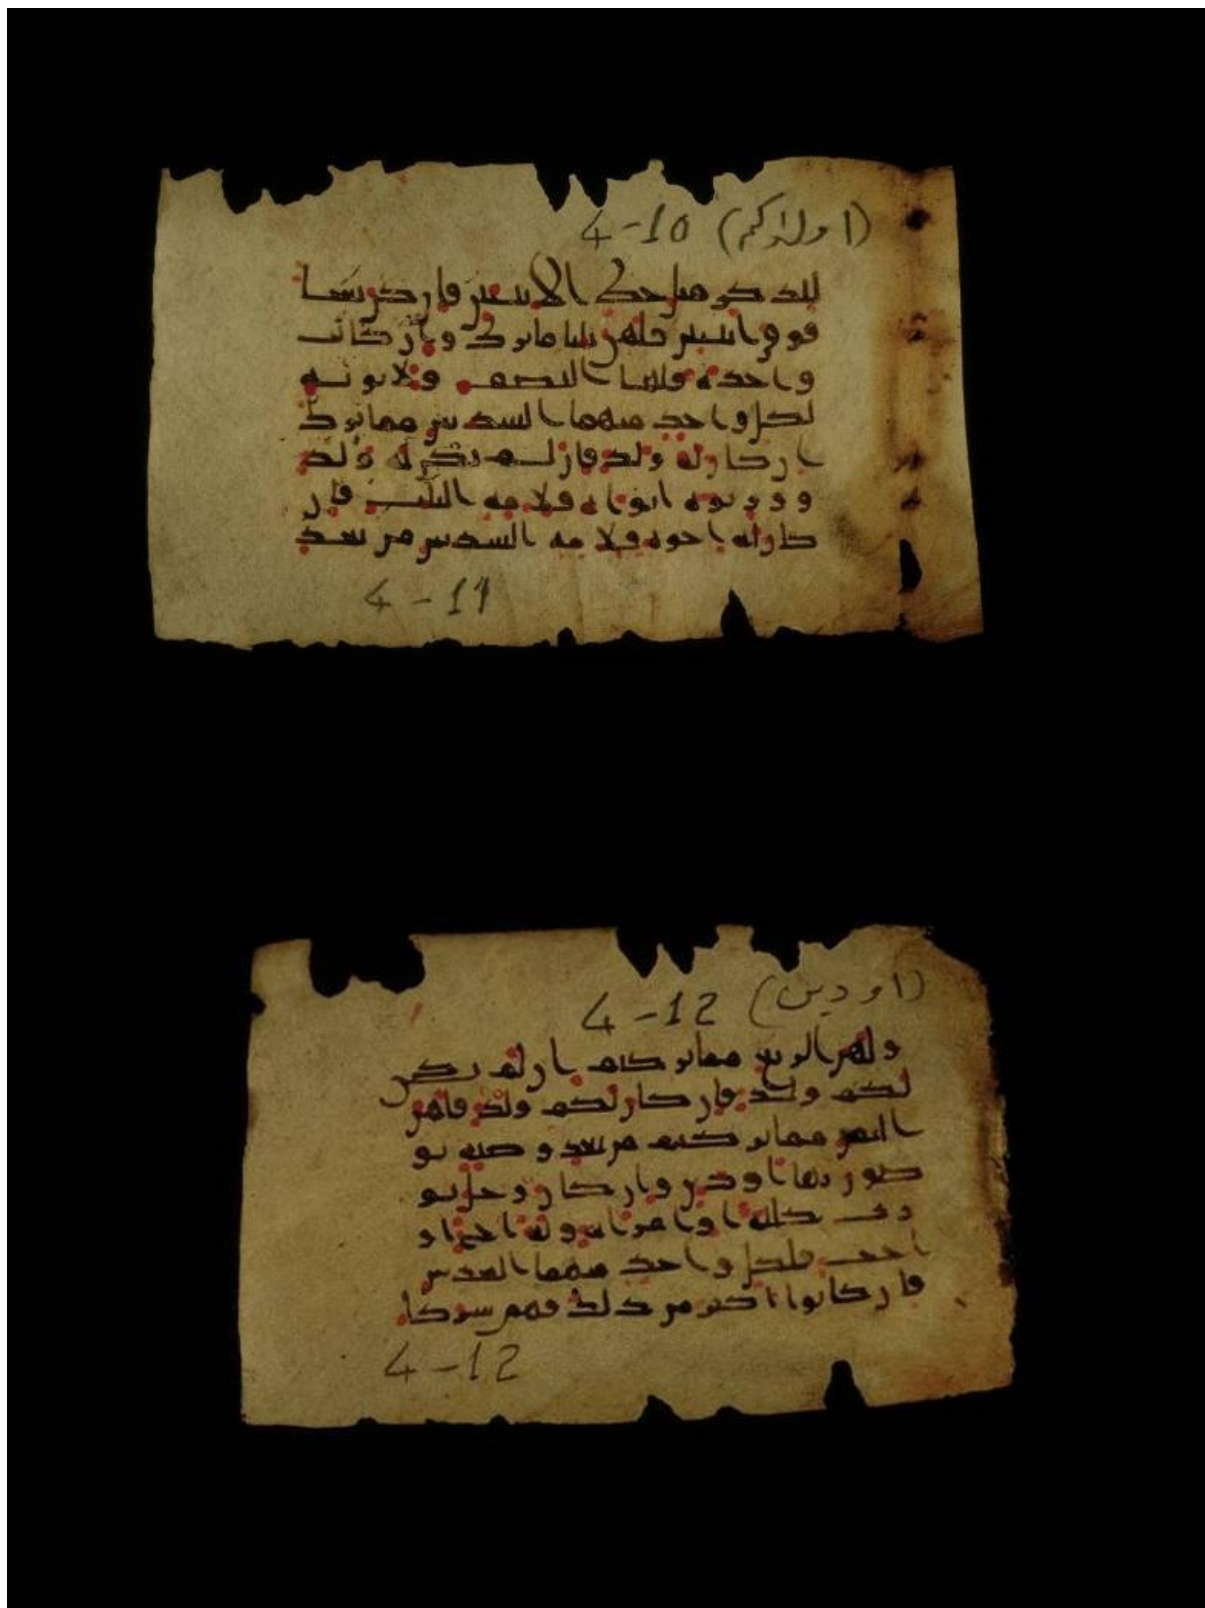 (اولادكم) 4-10
للذكر مثل حظ الانثيين فان كن نسا
فوق اثنتين فلهن ثلثا ما ترك وان كانت
واحدة فلها النصف ولابويه
لكل واحد منهما السدس مما ترك
ان كان له ولد فان لم يكن له ولد
وورثه ابواه فلامه الثلث فان
كان له اخوة فلامه السدس من بعد
4-11
(او دين) 4-12
ولهن الربع مما تركتم ان لم يكن
لكم ولد فان كان لكم ولد فلهن
الثمن مما تركتم من بعد وصية تو
صون بها او دين وان كان رجل يو
رث كللة او امراة وله اخ او
اخت فلكل واحد منهما السدس
فان كانوا اكثر من ذلك فهم شركا
4-12